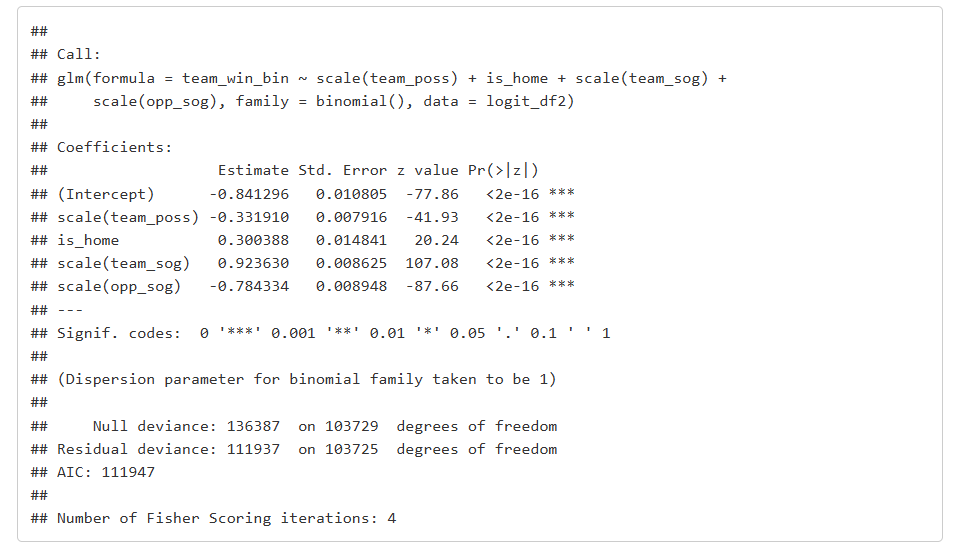 ##
## Call:
## glm(formula = team_win_bin ~ scale(team_poss) + is_home + scale(team_sog) +
##     scale(opp_sog), family = binomial(), data = logit_df2)
##
## Coefficients:
##                   Estimate Std. Error z value Pr(>|z|)
## (Intercept)      -0.841296   0.010805  -77.86   <2e-16 ***
## scale(team_poss) -0.331910   0.007916  -41.93   <2e-16 ***
## is_home           0.300388   0.014841   20.24   <2e-16 ***
## scale(team_sog)   0.923630   0.008625  107.08   <2e-16 ***
## scale(opp_sog)   -0.784334   0.008948  -87.66   <2e-16 ***
## ---
## Signif. codes:  0 '***' 0.001 '**' 0.01 '*' 0.05 '.' 0.1 ' ' 1
##
## (Dispersion parameter for binomial family taken to be 1)
##
##     Null deviance: 136387  on 103729  degrees of freedom
## Residual deviance: 111937  on 103725  degrees of freedom
## AIC: 111947
##
## Number of Fisher Scoring iterations: 4